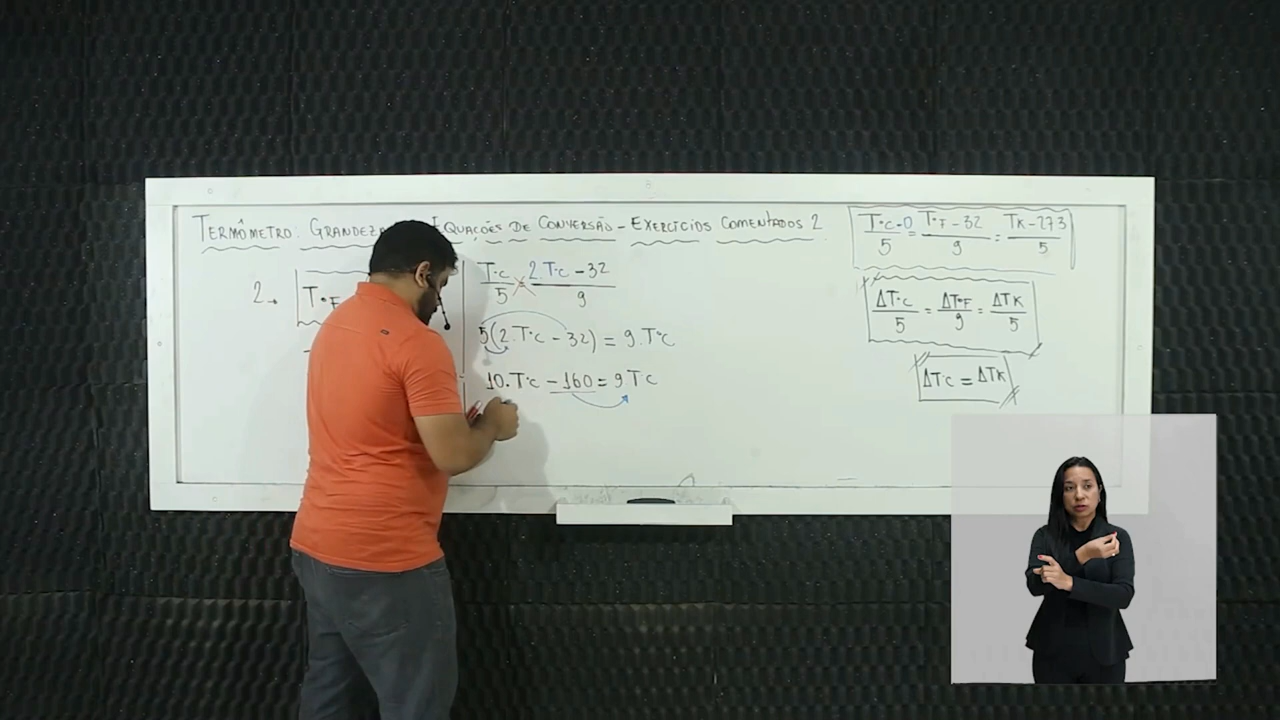 TERMÔMETRO. EQUAÇÕES DE CONVERSÃO - EXERCÍCIOS COMENTADOS 2
2. T°F
T°C/5 2.T°C - 32/9
5(2.T°C - 32) = 9.T°C
10.T°C - 160 = 9T°C
T°C-0/5 = T°F-32/9 = TK-273/5
ΔT°C/5 = ΔT°F/9 = ΔTK/5
ΔT°C = ΔTK